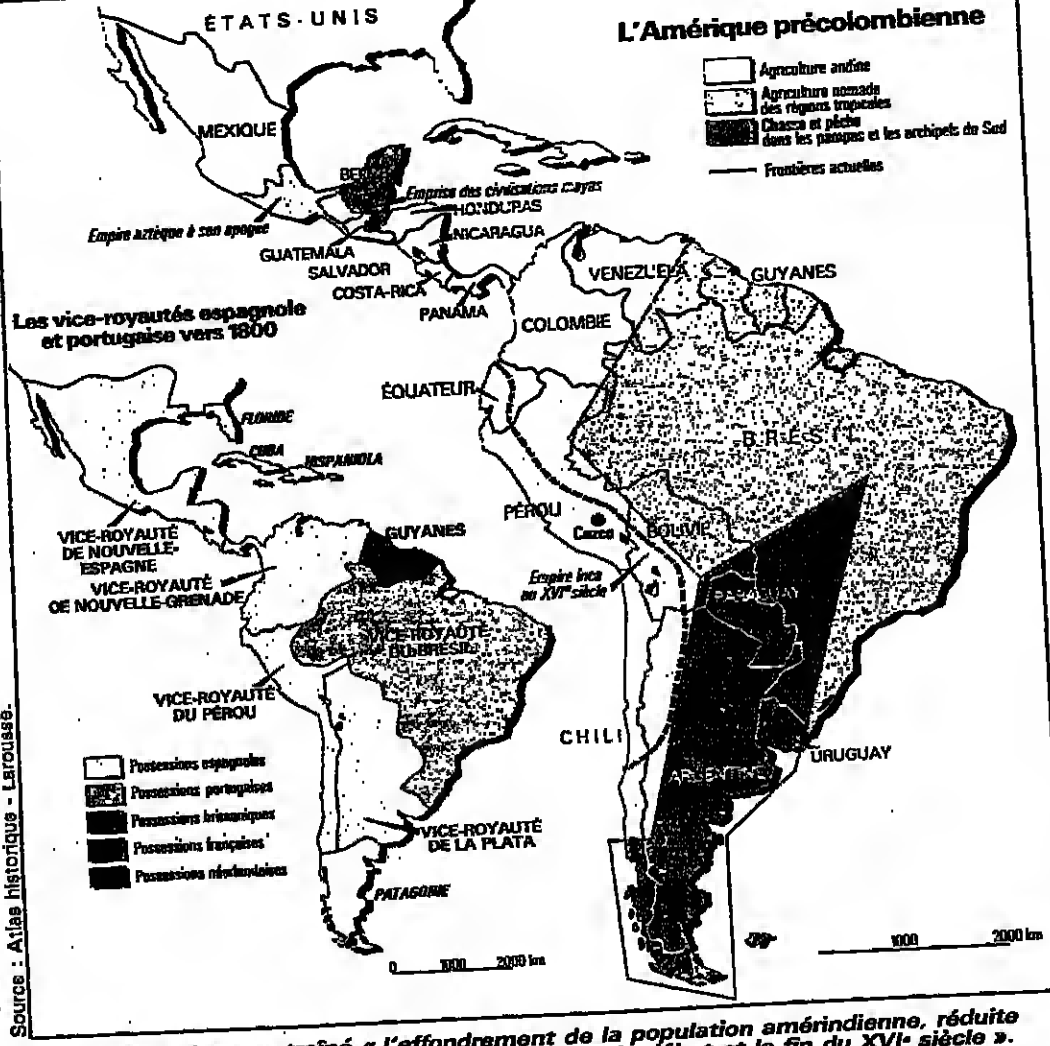 L'Amérique précolombienne
Agriculture andine
Agriculture nomade
des régions tropicales
Chasse et pêche
dans les pampas et les archipels du Sud
Frontières actuelles
ÉTATS-UNIS
MEXIQUE
Emprise des civilisations mayas
Empire aztèque à son apogée
HONDURAS
GUATEMALA
NICARAGUA
SALVADOR
COSTA-RICA
PANAMA
VENEZUELA
GUYANES
COLOMBIE
ÉQUATEUR
BRESIL
PÉROU
Cuzco
BOLIVIE
Empire inca
au XVIe siècle
PARAGUAY
CHILI
URUGUAY
ARGENTINE
1000 2000 km
Les vice-royautés espagnole
et portugaise vers 1800
FLORIDE
CUBA
HISPANIOLA
VICE-ROYAUTÉ
DE NOUVELLE-
ESPAGNE
VICE-ROYAUTÉ
DE NOUVELLE-GRENADE
GUYANES
VICE-ROYAUTÉ
DU BRÉSIL
VICE-ROYAUTÉ
DU PÉROU
VICE-ROYAUTÉ
DE LA PLATA
PATAGONIE
Possessions espagnoles
Possessions portugaises
Possessions britanniques
Possessions françaises
Possessions néerlandaises
0 1000 2000 km
Source : Atlas historique - Larousse.
« l'effondrement de la population amérindienne, réduite
la fin du XVIe siècle ».